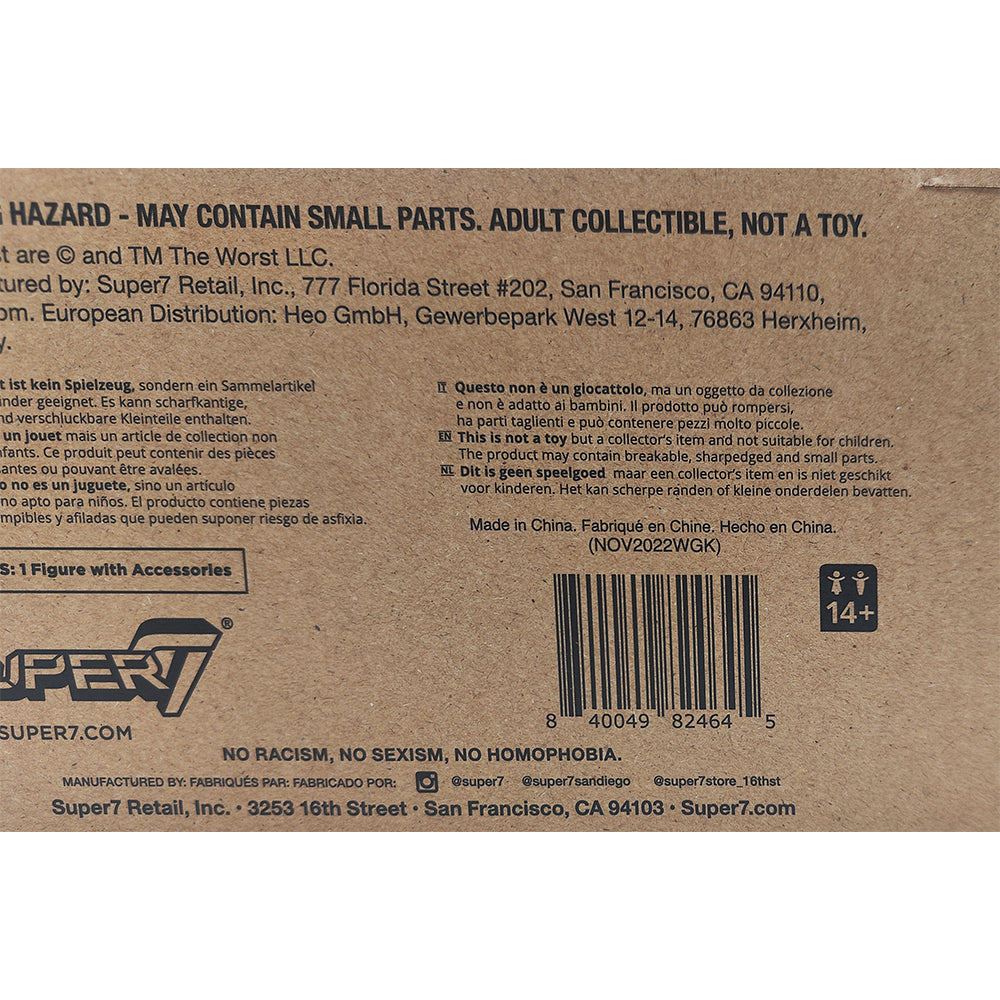 HAZARD - MAY CONTAIN SMALL PARTS. ADULT COLLECTIBLE, NOT A TOY.
st are © and TM The Worst LLC.
tured by: Super7 Retail, Inc., 777 Florida Street #202, San Francisco, CA 94110,
om. European Distribution: Heo GmbH, Gewerbepark West 12-14, 76863 Herxheim,
y.
t ist kein Spielzeug, sondern ein Sammelartikel
inder geeignet. Es kann scharfkantige,
nd verschluckbare Kleinteile enthalten.
un jouet mais un article de collection non
nfants. Ce produit peut contenir des pièces
santes ou pouvant être avalées.
o no es un juguete, sino un artículo
no apto para niños. El producto contiene piezas
mpibles y afiladas que pueden suponer riesgo de asfixia.
IT Questo non è un giocattolo, ma un oggetto da collezione
e non è adatto ai bambini. Il prodotto può rompersi,
ha parti taglienti e può contenere pezzi molto piccole.
EN This is not a toy but a collector's item and not suitable for children.
The product may contain breakable, sharpedged and small parts.
NL Dit is geen speelgoed maar een collector's item en is niet geschikt
voor kinderen. Het kan scherpe randen of kleine onderdelen bevatten.
Made in China. Fabriqué en Chine. Hecho en China.
(NOV2022WGK)
S: 1 Figure with Accessories
14+
SUPER7®
SUPER7.COM
8 40049 82464 5
NO RACISM, NO SEXISM, NO HOMOPHOBIA.
MANUFACTURED BY: FABRIQUÉS PAR: FABRICADO POR: @super7 @super7sandiego @super7store_16thst
Super7 Retail, Inc. • 3253 16th Street • San Francisco, CA 94103 • Super7.com